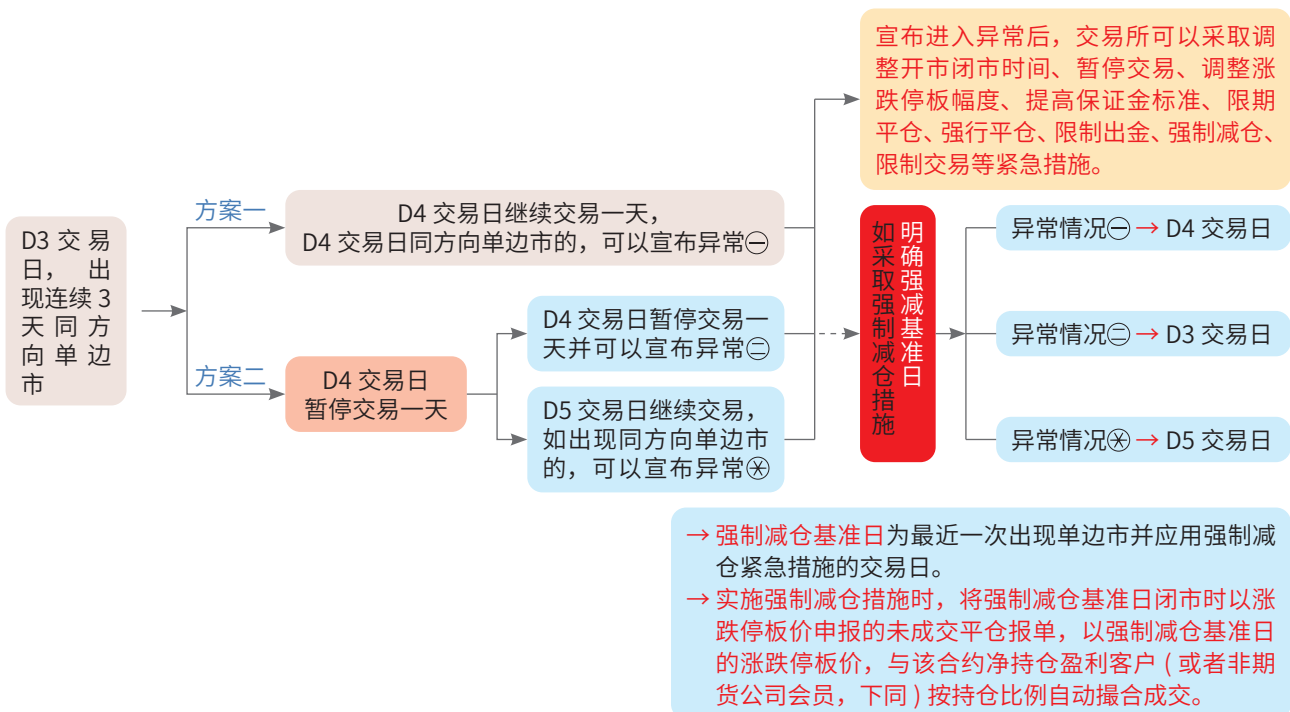 宣布进入异常后，交易所可以采取调
整开市闭市时间、暂停交易、调整涨
跌停板幅度、提高保证金标准、限期
平仓、强行平仓、限制出金、强制减仓、
限制交易等紧急措施。
D3 交易
日，出
现连续 3
天同方
向单边
市
方案一
D4 交易日继续交易一天，
D4 交易日同方向单边市的，可以宣布异常㊀
方案二
D4 交易日
暂停交易一天
D4 交易日暂停交易一
天并可以宣布异常㊁
D5 交易日继续交易，
如出现同方向单边市
的，可以宣布异常㊍
明确强减基准日
如采取强制减仓措施
异常情况㊀→ D4 交易日
异常情况㊁→ D3 交易日
异常情况→ D5 交易日
→ 强制减仓基准日为最近一次出现单边市并应用强制减
仓紧急措施的交易日。
→ 实施强制减仓措施时，将强制减仓基准日闭市时以涨
跌停板价申报的未成交平仓报单，以强制减仓基准日
的涨跌停板价，与该合约净持仓盈利客户 ( 或者非期
货公司会员，下同 ) 按持仓比例自动撮合成交。